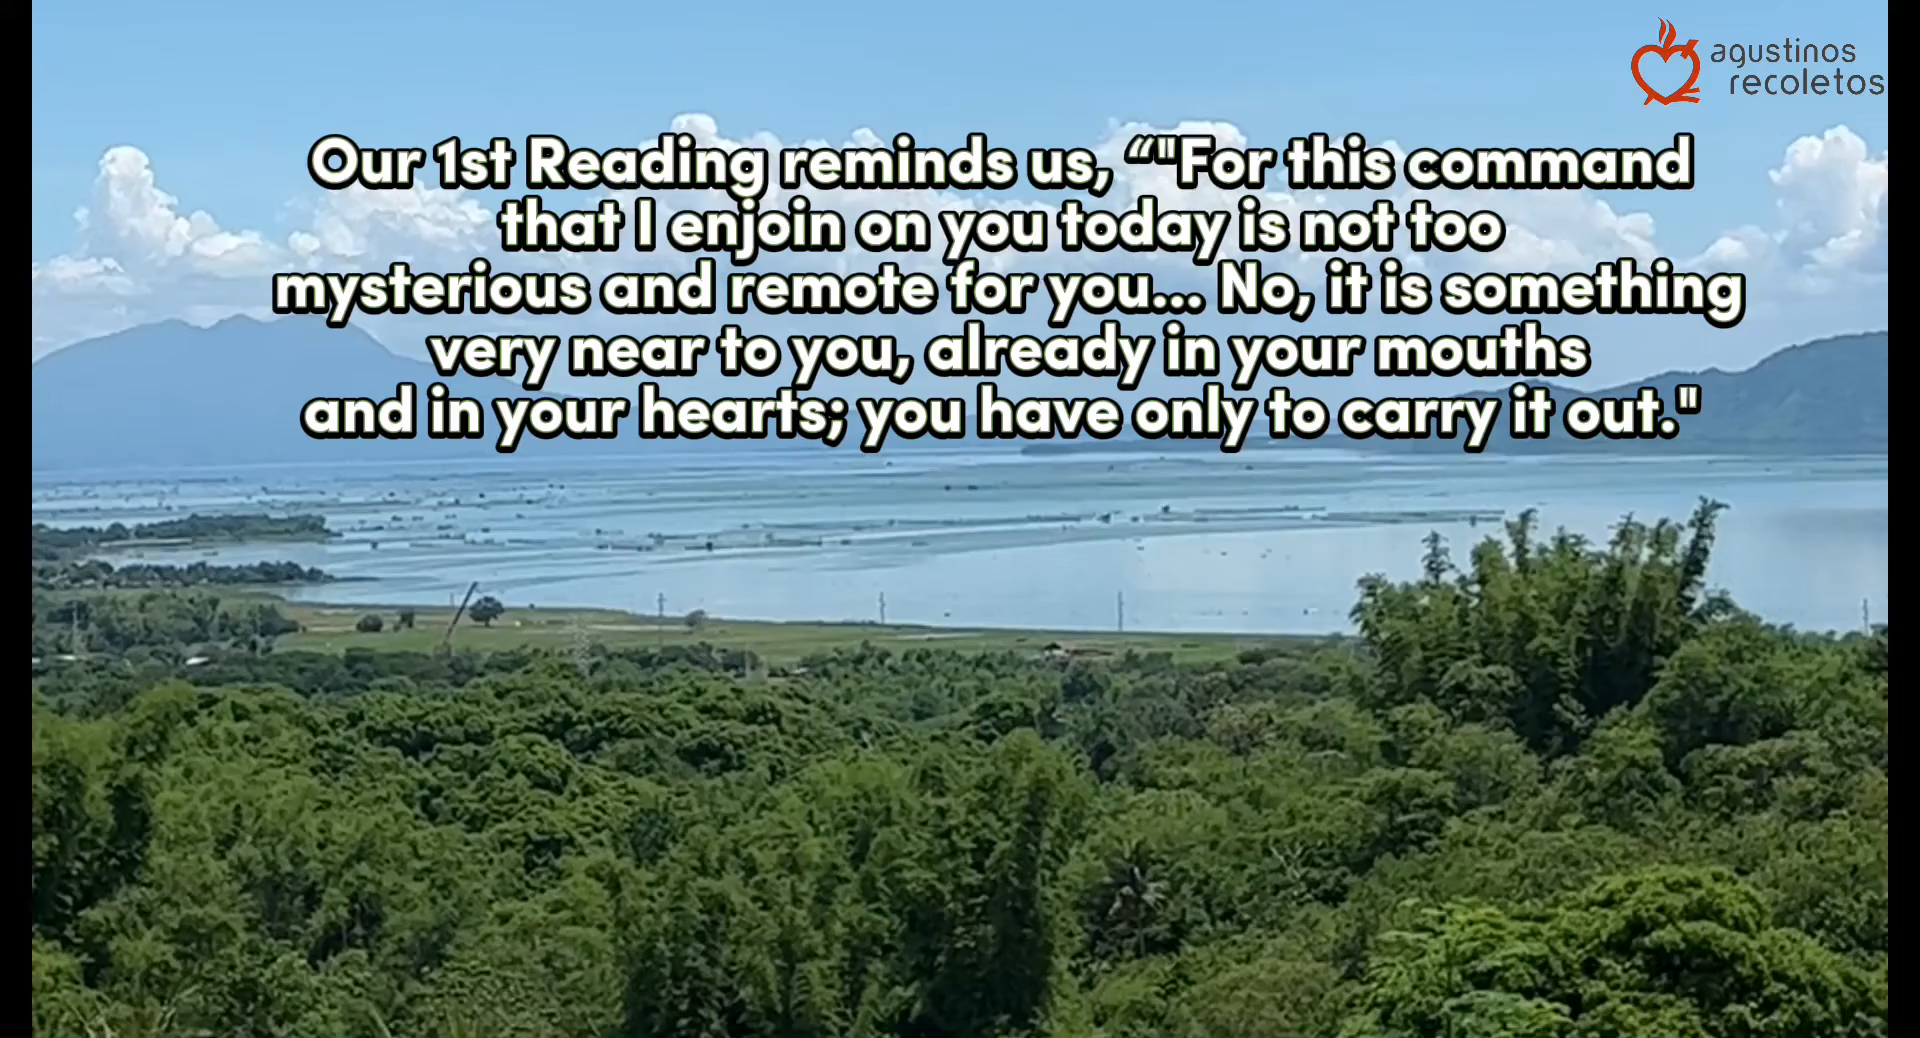 agustinos
recoletos
Our 1st Reading reminds us, “"For this command
that I enjoin on you today is not too
mysterious and remote for you... No, it is something
very near to you, already in your mouths
and in your hearts; you have only to carry it out."